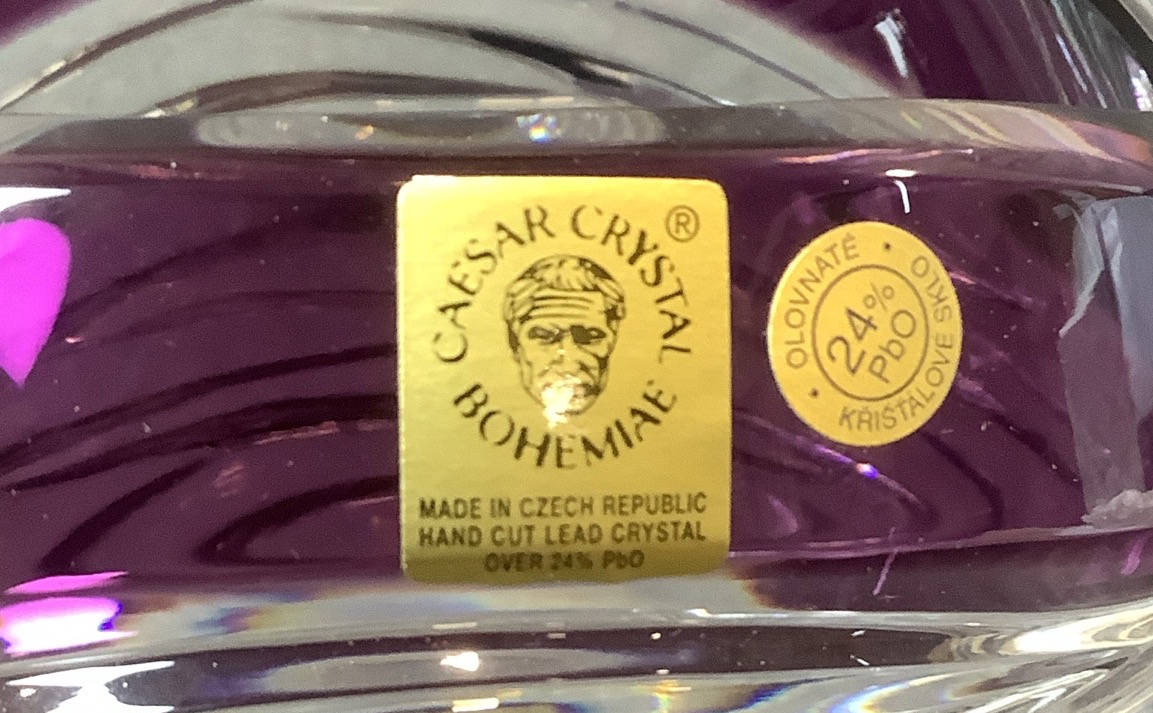 CAESAR CRYSTAL ®
BOHEMIAE
MADE IN CZECH REPUBLIC
HAND CUT LEAD CRYSTAL
OVER 24% PbO
OLOVNATÉ •
KŘIŠŤÁLOVÉ SKLO •
24%
PbO